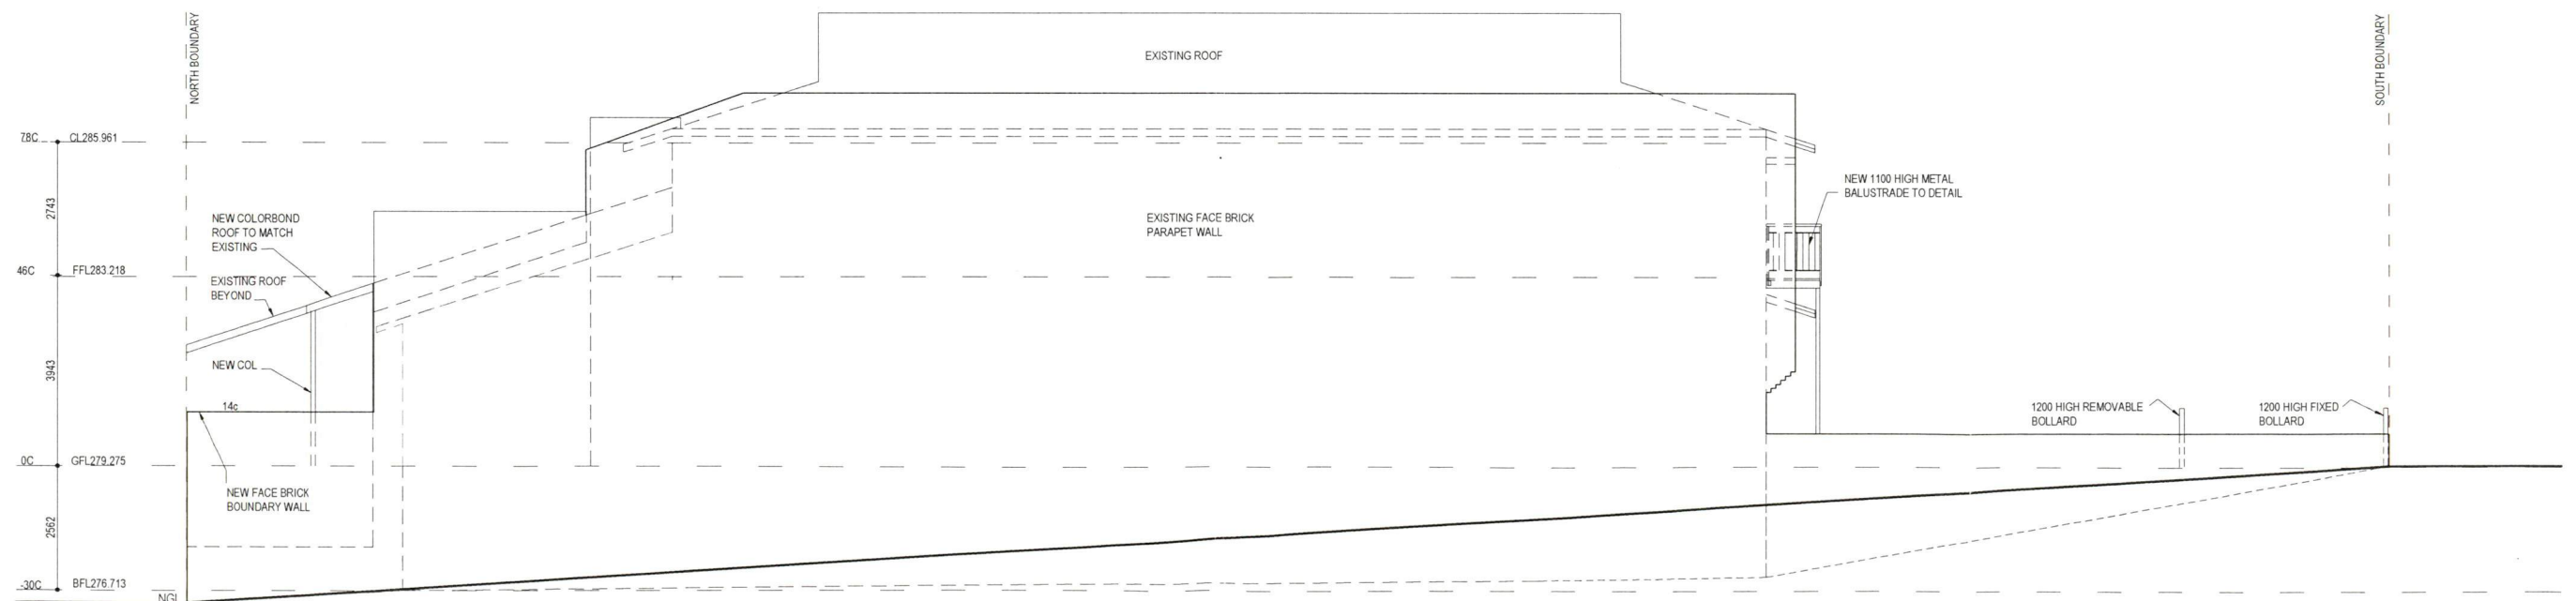 NORTH BOUNDARY
EXISTING ROOF
SOUTH BOUNDARY
78C
CL285.961
2743
NEW COLORBOND
ROOF TO MATCH
EXISTING
EXISTING FACE BRICK
PARAPET WALL
NEW 1100 HIGH METAL
BALUSTRADE TO DETAIL
46C
FFL283.218
EXISTING ROOF
BEYOND
3943
NEW COL
14c
1200 HIGH REMOVABLE
BOLLARD
1200 HIGH FIXED
BOLLARD
0C
GFL279.275
NEW FACE BRICK
BOUNDARY WALL
2562
-30C
BFL276.713
NGL